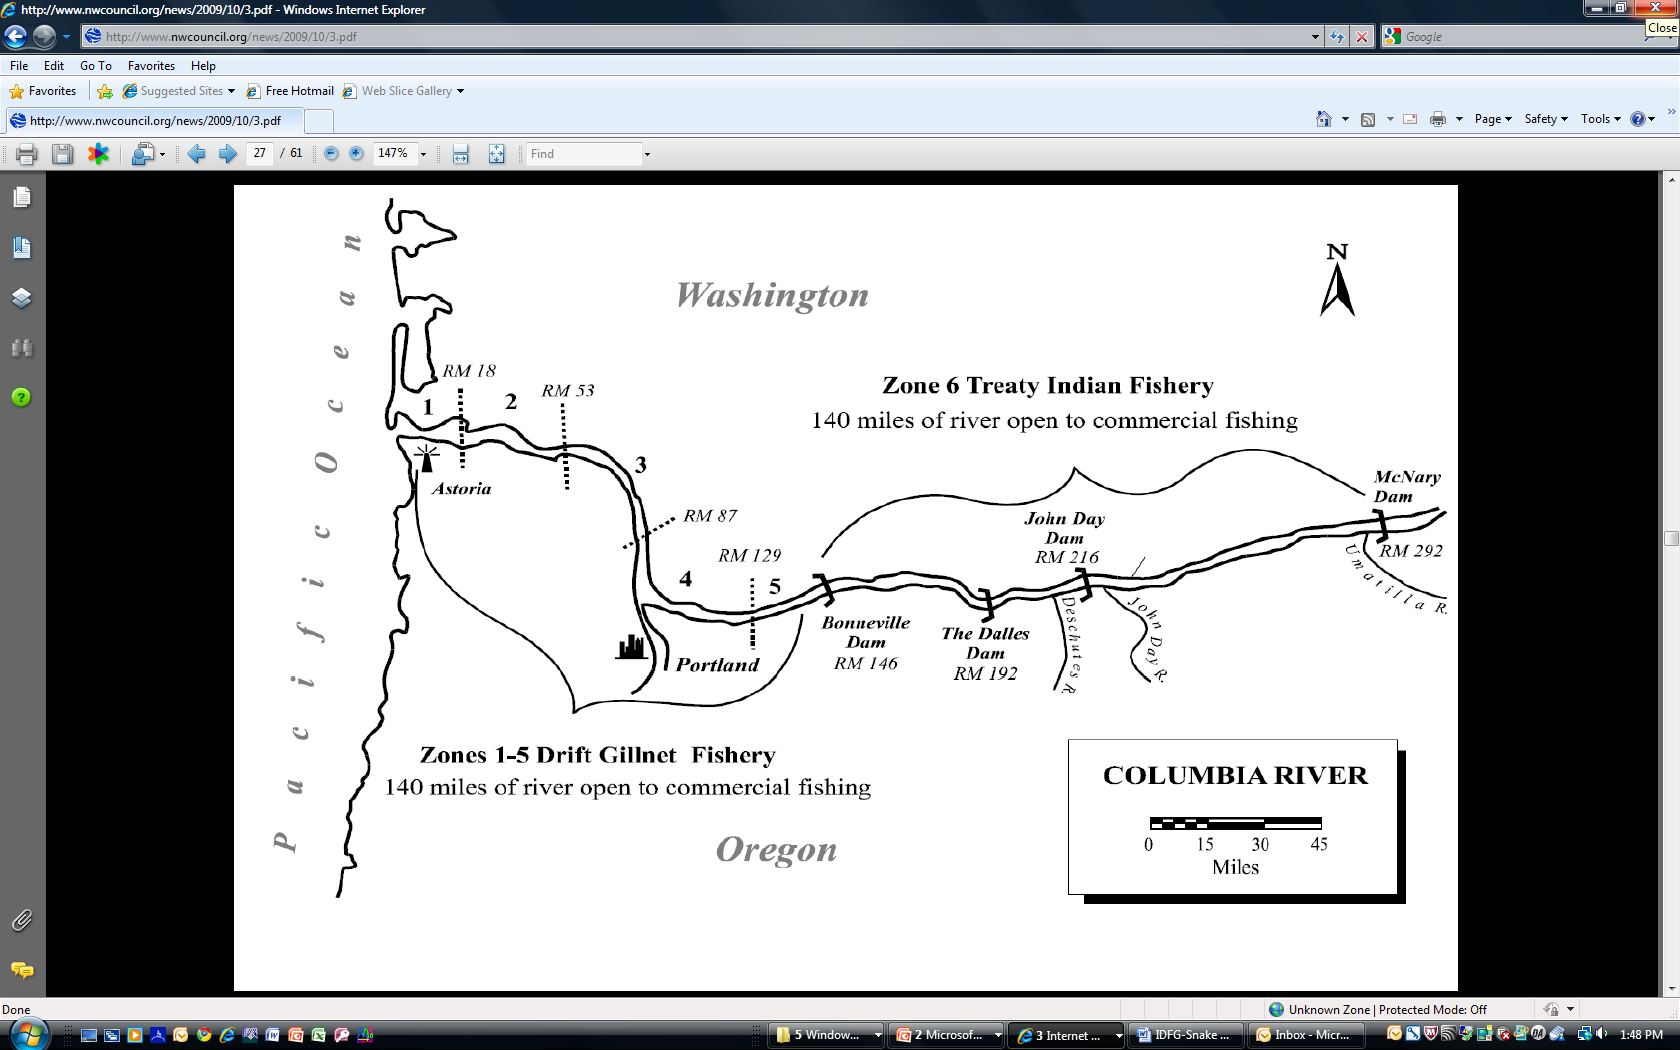 http://www.nwcouncil.org/news/2009/10/3.pdf - Windows Internet Explorer
Close
http://www.nwcouncil.org/news/2009/10/3.pdf
Google
File Edit Go To Favorites Help
Favorites Suggested Sites Free Hotmail Web Slice Gallery
http://www.nwcouncil.org/news/2009/10/3.pdf
Page Safety Tools
27 / 61 147% Find
Pacific Ocean
Washington
N
RM 18
RM 53
Zone 6 Treaty Indian Fishery
140 miles of river open to commercial fishing
1
2
3
Astoria
RM 87
RM 129
4
5
John Day
Dam
RM 216
McNary
Dam
RM 292
Umatilla R.
Bonneville
Dam
RM 146
The Dalles
Dam
RM 192
Deschutes R
John Day R.
Portland
Zones 1-5 Drift Gillnet Fishery
140 miles of river open to commercial fishing
Oregon
COLUMBIA RIVER
0 15 30 45
Miles
Done
Unknown Zone | Protected Mode: Off
5 Window...
2 Microsof...
3 Internet ...
IDFG-Snake ...
Inbox - Micr...
1:48 PM